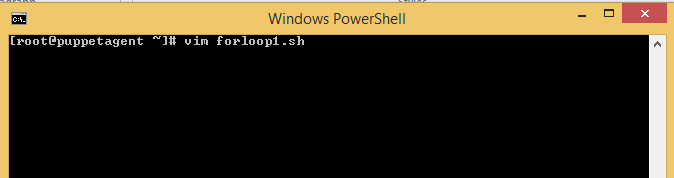 Windows PowerShell
[root@puppetagent ~]# vim forloop1.sh